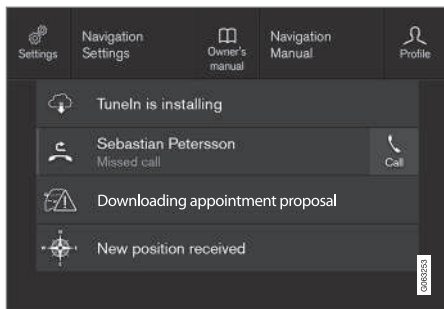 Settings
Navigation
Settings
Owner's
manual
Navigation
Manual
Profile
TuneIn is installing
Sebastian Petersson
Missed call
Call
Downloading appointment proposal
New position received
G063253